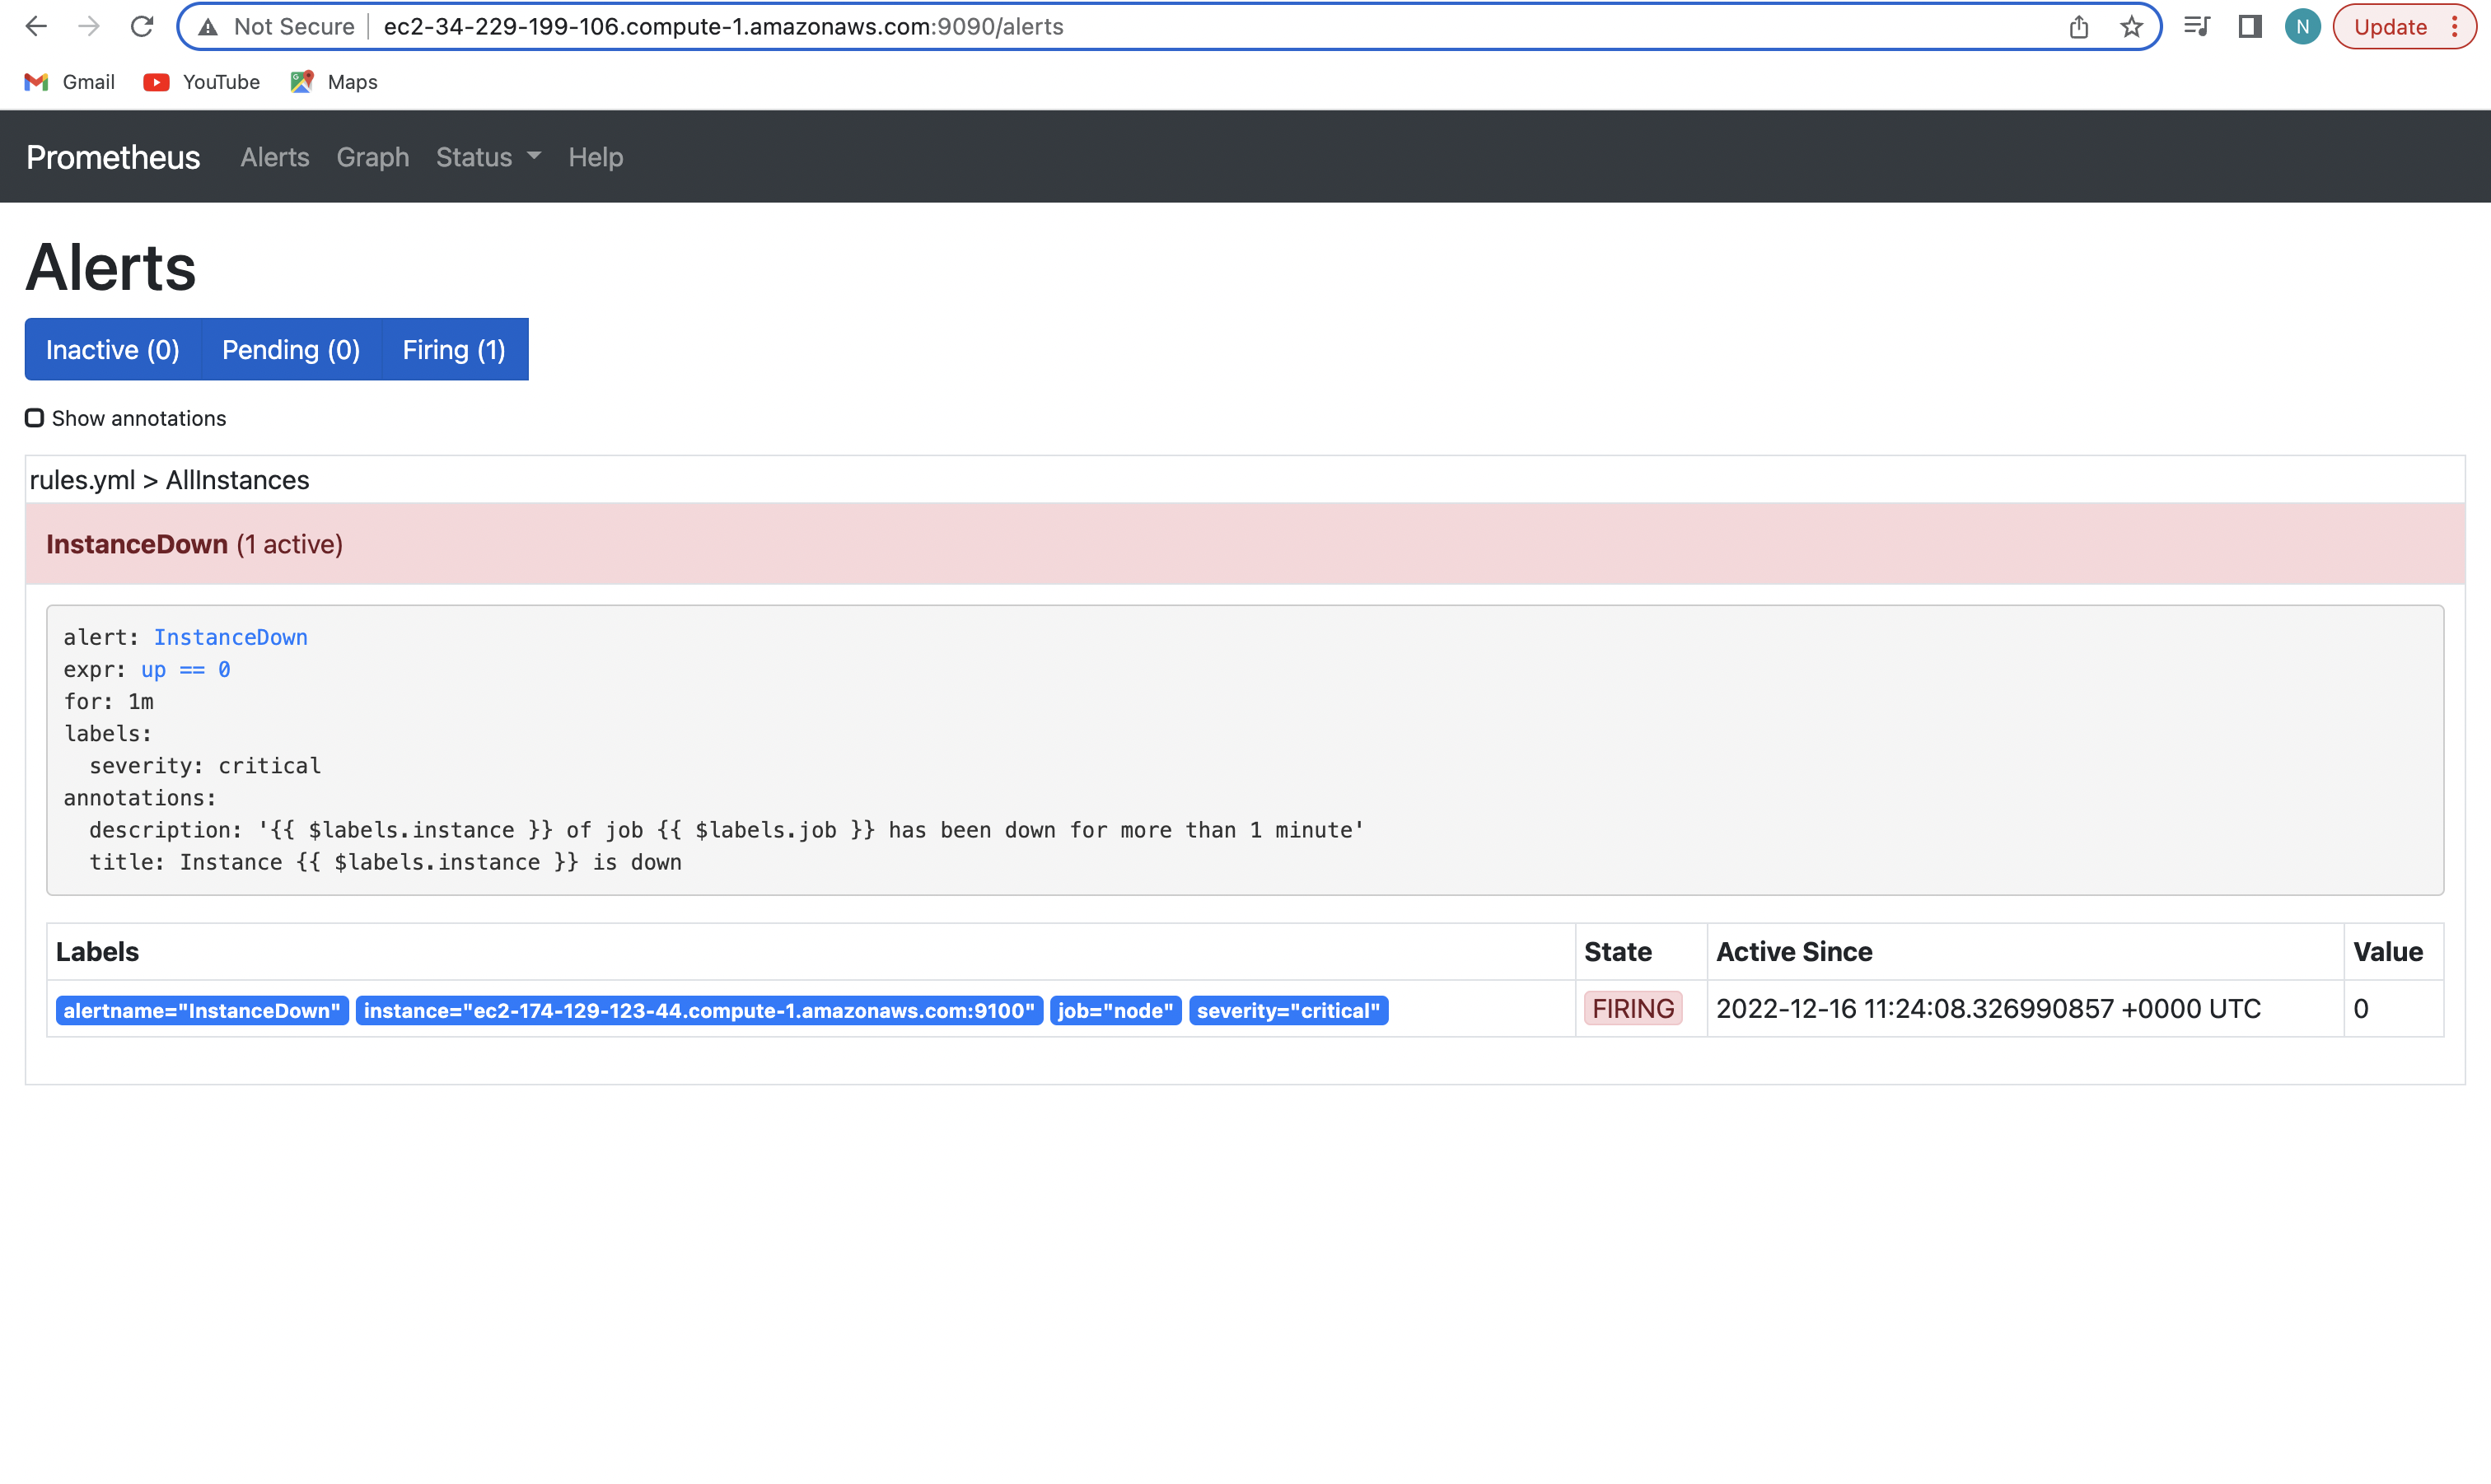 Not Secure ec2-34-229-199-106.compute-1.amazonaws.com:9090/alerts N Update
Gmail YouTube Maps
Prometheus Alerts Graph Status Help
Alerts
Inactive (0) Pending (0) Firing (1)
Show annotations
rules.yml > AllInstances
InstanceDown (1 active)
alert: InstanceDown
expr: up == 0
for: 1m
labels:
  severity: critical
annotations:
  description: '{{ $labels.instance }} of job {{ $labels.job }} has been down for more than 1 minute'
  title: Instance {{ $labels.instance }} is down
Labels State Active Since Value
alertname="InstanceDown" instance="ec2-174-129-123-44.compute-1.amazonaws.com:9100" job="node" severity="critical" FIRING 2022-12-16 11:24:08.326990857 +0000 UTC 0